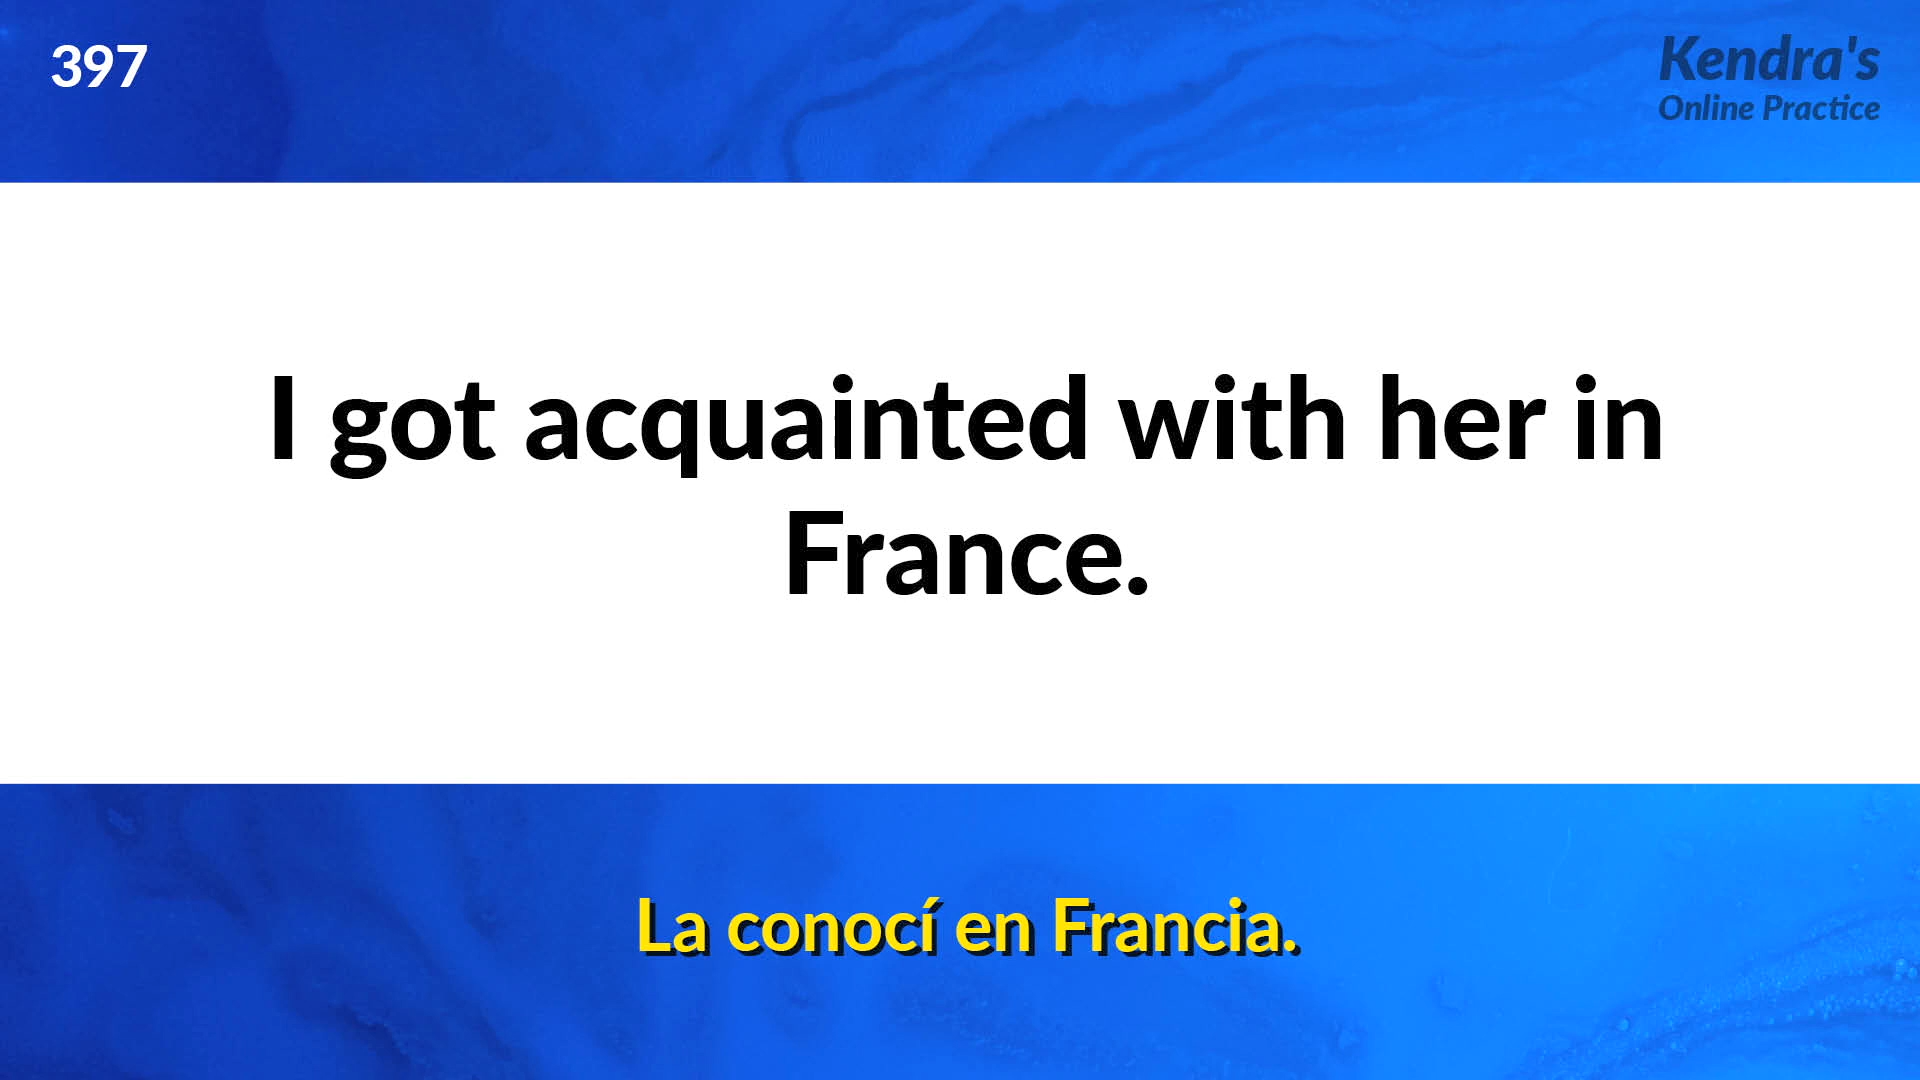 397
Kendra's
Online Practice
I got acquainted with her in
France.
La conocí en Francia.